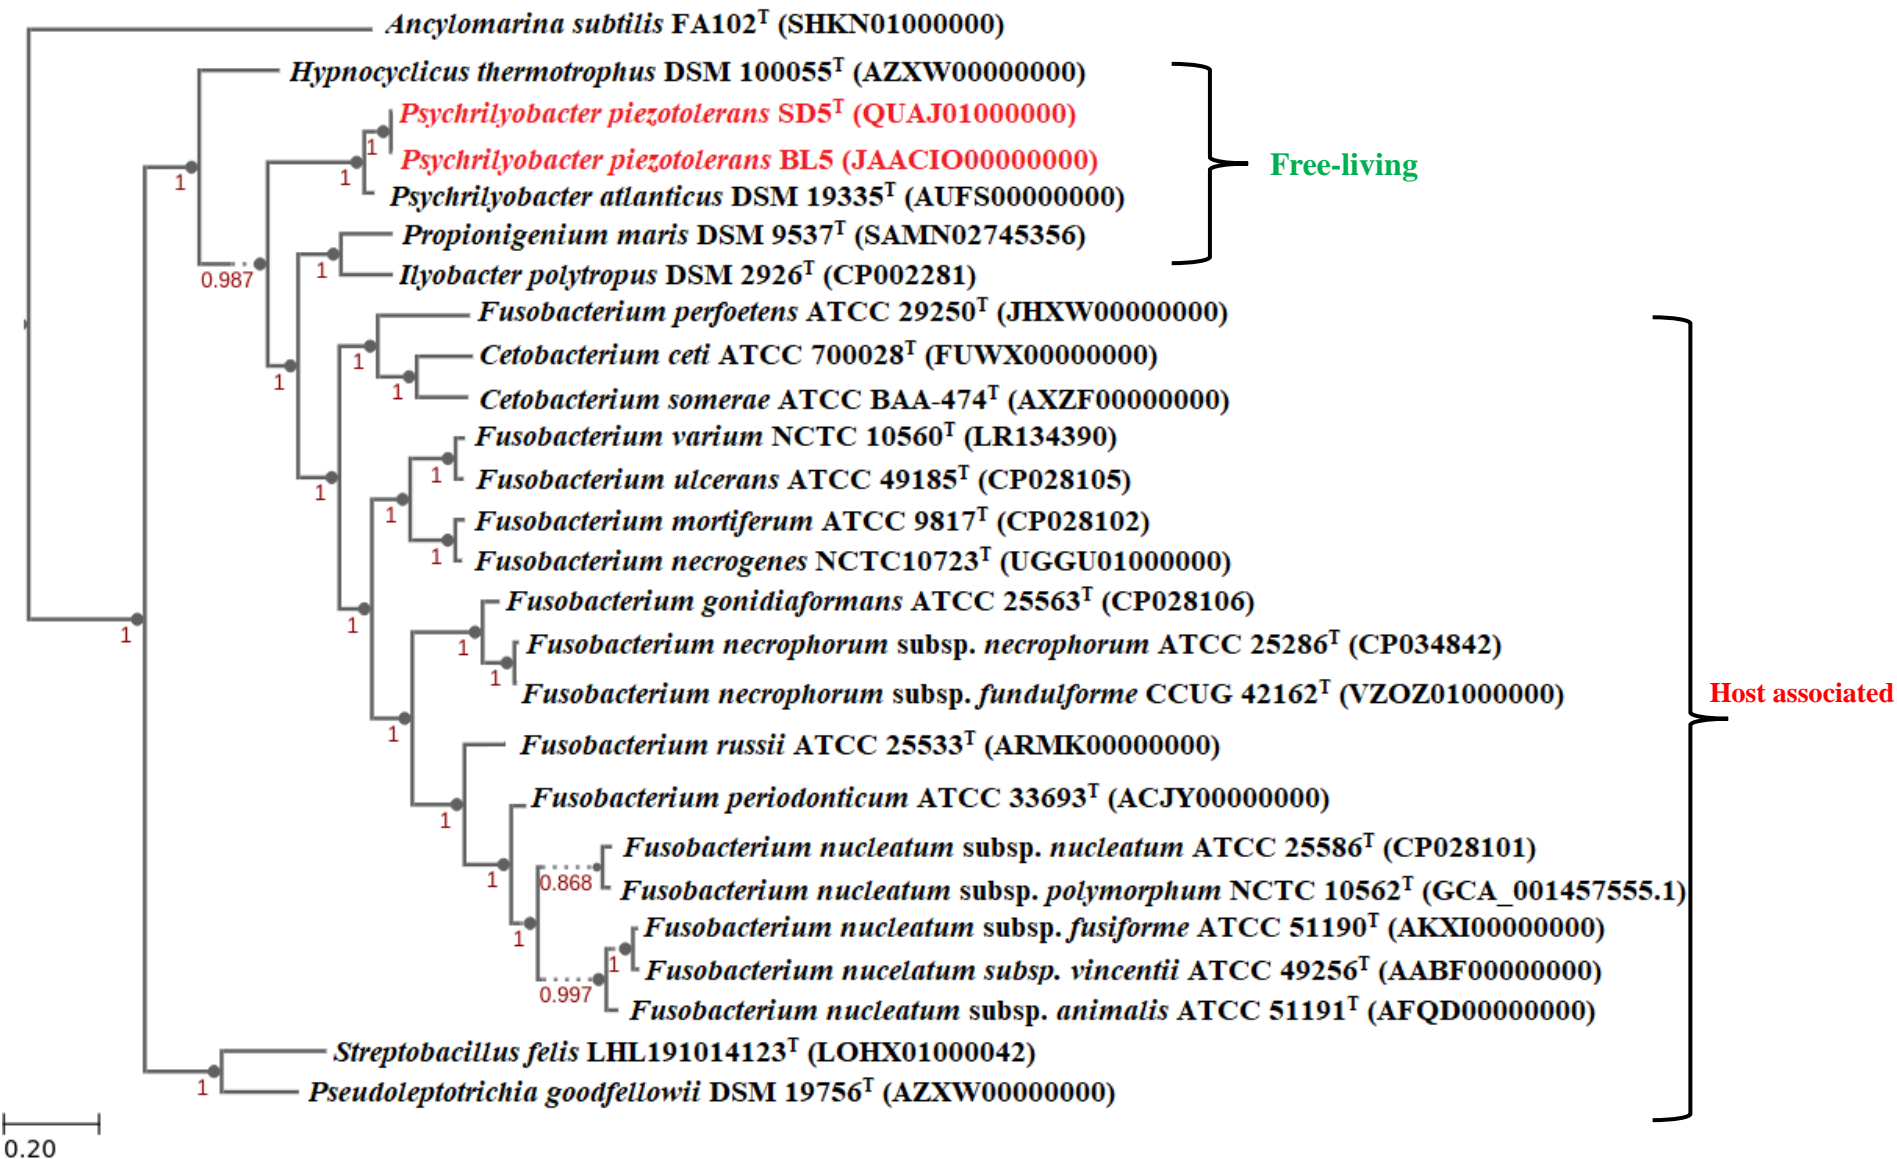 Ancylomarina subtilis FA102T (SHKN01000000)
Hypnocyclicus thermotrophus DSM 100055T (AZXW00000000)
Psychrilyobacter piezotolerans SD5T (QUAJ01000000)
1
Psychrilyobacter piezotolerans BL5 (JAACIO00000000)
Free-living
1
1
Psychrilyobacter atlanticus DSM 19335T (AUFS00000000)
Propionigenium maris DSM 9537T (SAMN02745356)
1
0.987
Ilyobacter polytropus DSM 2926T (CP002281)
Fusobacterium perfoetens ATCC 29250T (JHXW00000000)
1
Cetobacterium ceti ATCC 700028T (FUWX00000000)
1
1
Cetobacterium somerae ATCC BAA-474T (AXZF00000000)
Fusobacterium varium NCTC 10560T (LR134390)
1
Fusobacterium ulcerans ATCC 49185T (CP028105)
1
1
Fusobacterium mortiferum ATCC 9817T (CP028102)
1
Fusobacterium necrogenes NCTC10723T (UGGU01000000)
Fusobacterium gonidiaformans ATCC 25563T (CP028106)
1
1
1
Fusobacterium necrophorum subsp. necrophorum ATCC 25286T (CP034842)
1
Fusobacterium necrophorum subsp. fundulforme CCUG 42162T (VZOZ01000000)
Host associated
1
Fusobacterium russii ATCC 25533T (ARMK00000000)
Fusobacterium periodonticum ATCC 33693T (ACJY00000000)
1
Fusobacterium nucleatum subsp. nucleatum ATCC 25586T (CP028101)
1
0.868
Fusobacterium nucleatum subsp. polymorphum NCTC 10562T (GCA_001457555.1)
Fusobacterium nucleatum subsp. fusiforme ATCC 51190T (AKXI00000000)
1
1
Fusobacterium nucelatum subsp. vincentii ATCC 49256T (AABF00000000)
0.997
Fusobacterium nucleatum subsp. animalis ATCC 51191T (AFQD00000000)
Streptobacillus felis LHL191014123T (LOHX01000042)
1
Pseudoleptotrichia goodfellowii DSM 19756T (AZXW00000000)
0.20